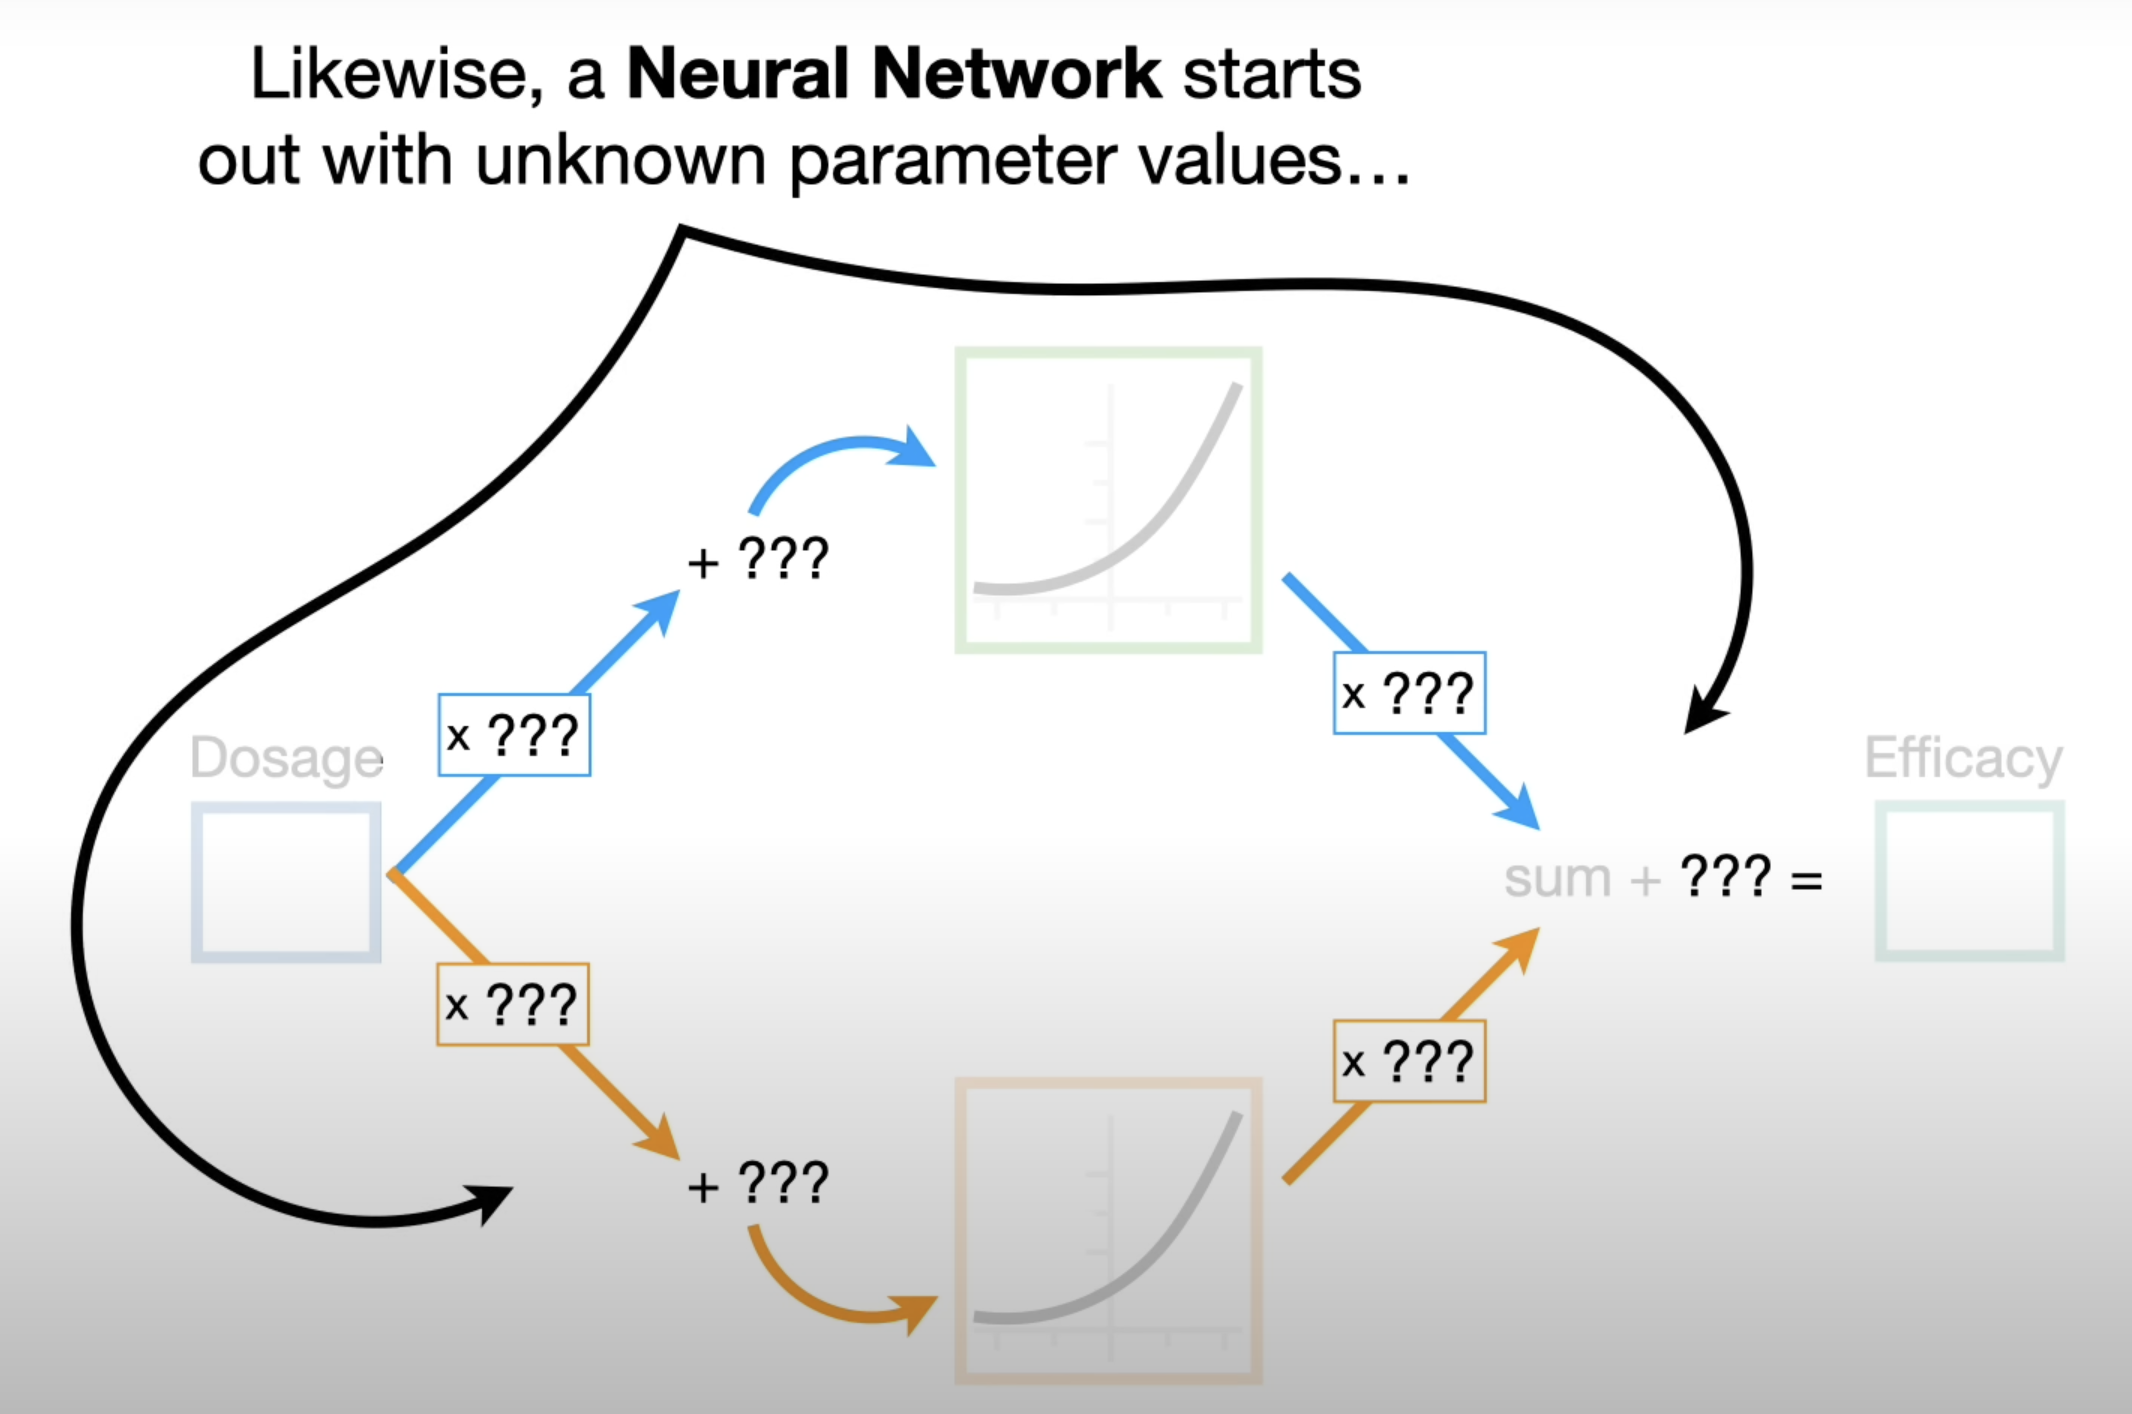 Likewise, a Neural Network starts
out with unknown parameter values...
+ ???
x ???
x ???
Dosage
Efficacy
sum + ??? =
x ???
x ???
+ ???